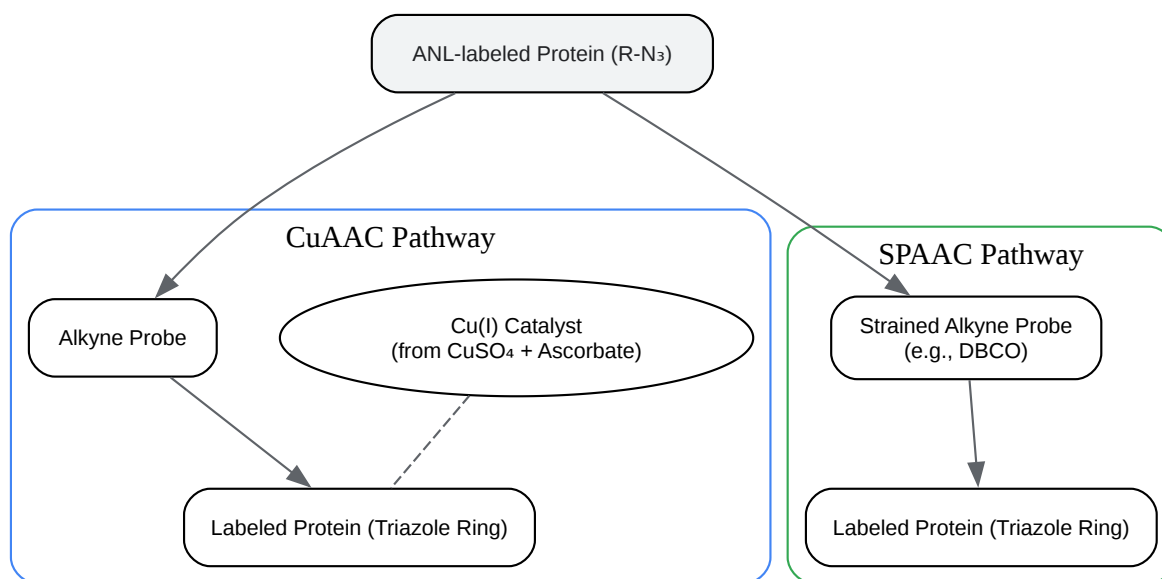 ANL-labeled Protein (R-N₃)
CuAAC Pathway
SPAAC Pathway
Alkyne Probe
Cu(I) Catalyst
(from CuSO₄ + Ascorbate)
Strained Alkyne Probe
(e.g., DBCO)
Labeled Protein (Triazole Ring)
Labeled Protein (Triazole Ring)